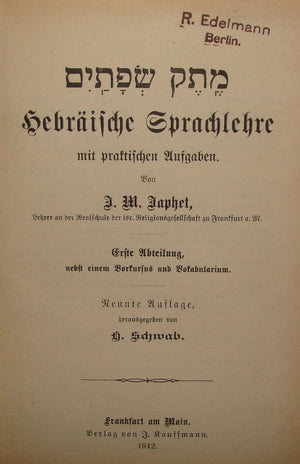 R. Edelmann
Berlin.
מֶתֶק שְׂפָתַיִם
Hebräische Sprachlehre
mit praktischen Aufgaben.
Von
J. M. Japhet,
Lehrer an der Realschule der isr. Religionsgesellschaft zu Frankfurt a. M.
Erste Abteilung,
nebst einem Vorkursus und Vokabularium.
Neunte Auflage,
herausgegeben von
H. Schwab.
Frankfurt am Main.
Verlag von J. Kauffmann.
1912.